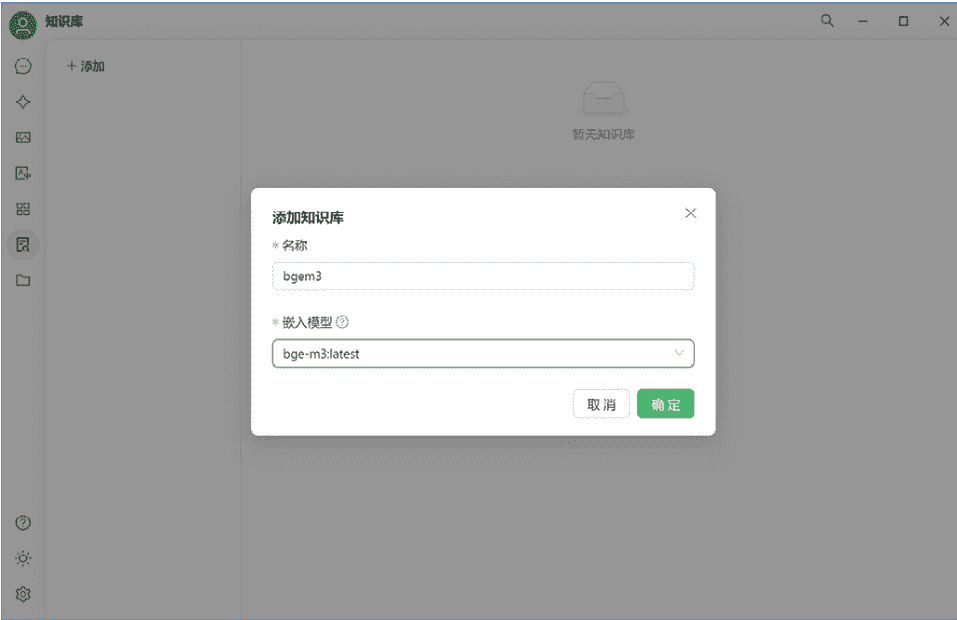 知识库
+ 添加
暂无知识库
添加知识库
* 名称
bgem3
* 嵌入模型
bge-m3:latest
取消
确定